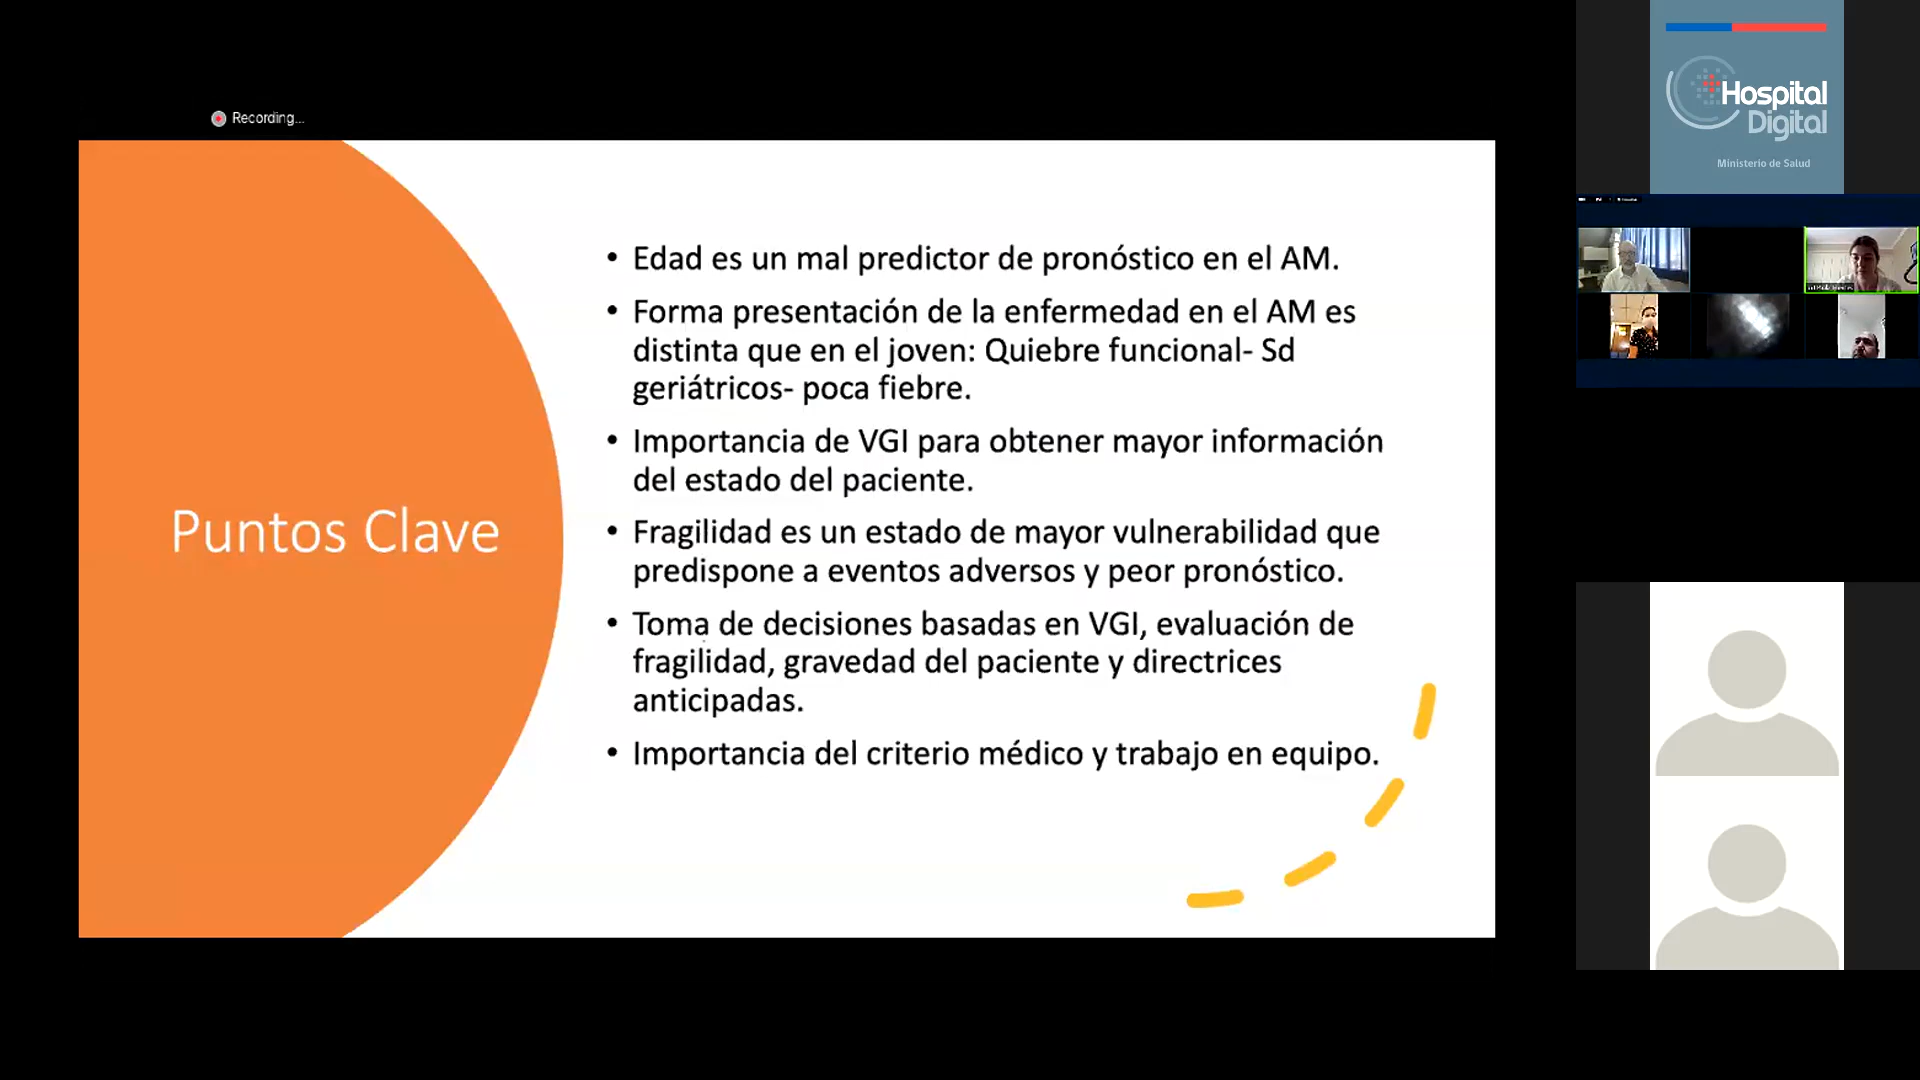 Recording...
Puntos Clave
• Edad es un mal predictor de pronóstico en el AM.
• Forma presentación de la enfermedad en el AM es
distinta que en el joven: Quiebre funcional- Sd
geriátricos- poca fiebre.
• Importancia de VGI para obtener mayor información
del estado del paciente.
• Fragilidad es un estado de mayor vulnerabilidad que
predispone a eventos adversos y peor pronóstico.
• Toma de decisiones basadas en VGI, evaluación de
fragilidad, gravedad del paciente y directrices
anticipadas.
• Importancia del criterio médico y trabajo en equipo.
Hospital
Digital
Ministerio de Salud